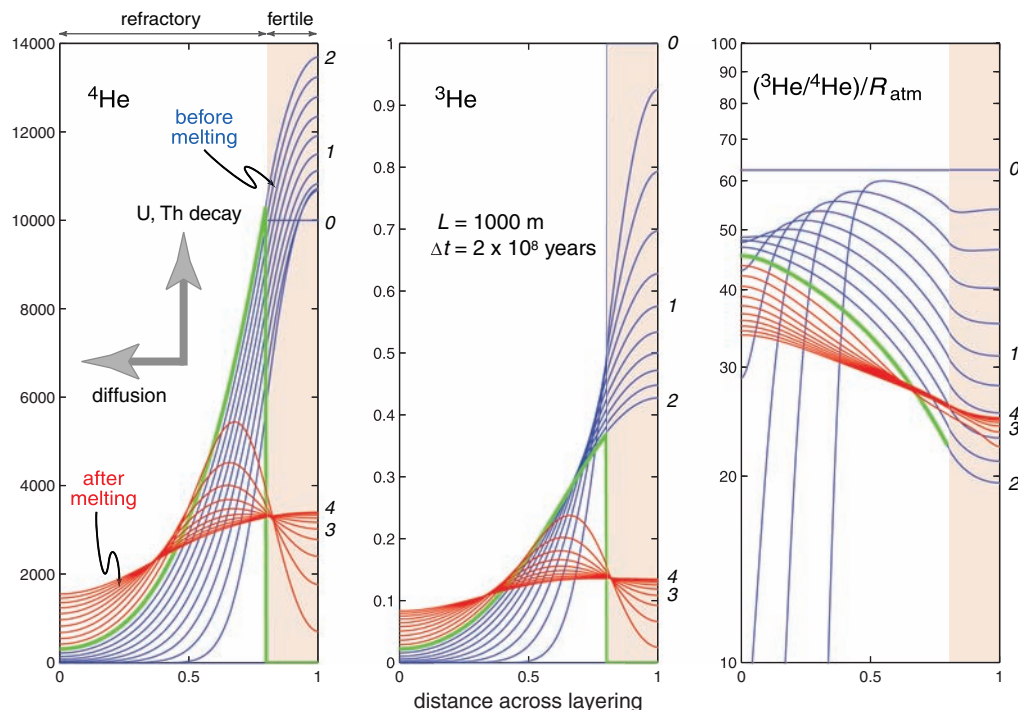 refractory fertile
14000
12000
10000
8000
6000
4000
2000
0
0 0.5 1
⁴He
before
melting
U, Th decay
diffusion
after
melting
2
1
0
4
3
1
0.9
0.8
0.7
0.6
0.5
0.4
0.3
0.2
0.1
0
0 0.5 1
³He
L = 1000 m
Δt = 2 x 10⁸ years
0
1
2
4
3
distance across layering
100
90
80
70
60
50
40
30
20
10
0 0.5 1
(³He/⁴He)/R atm
0
1
4
3
2